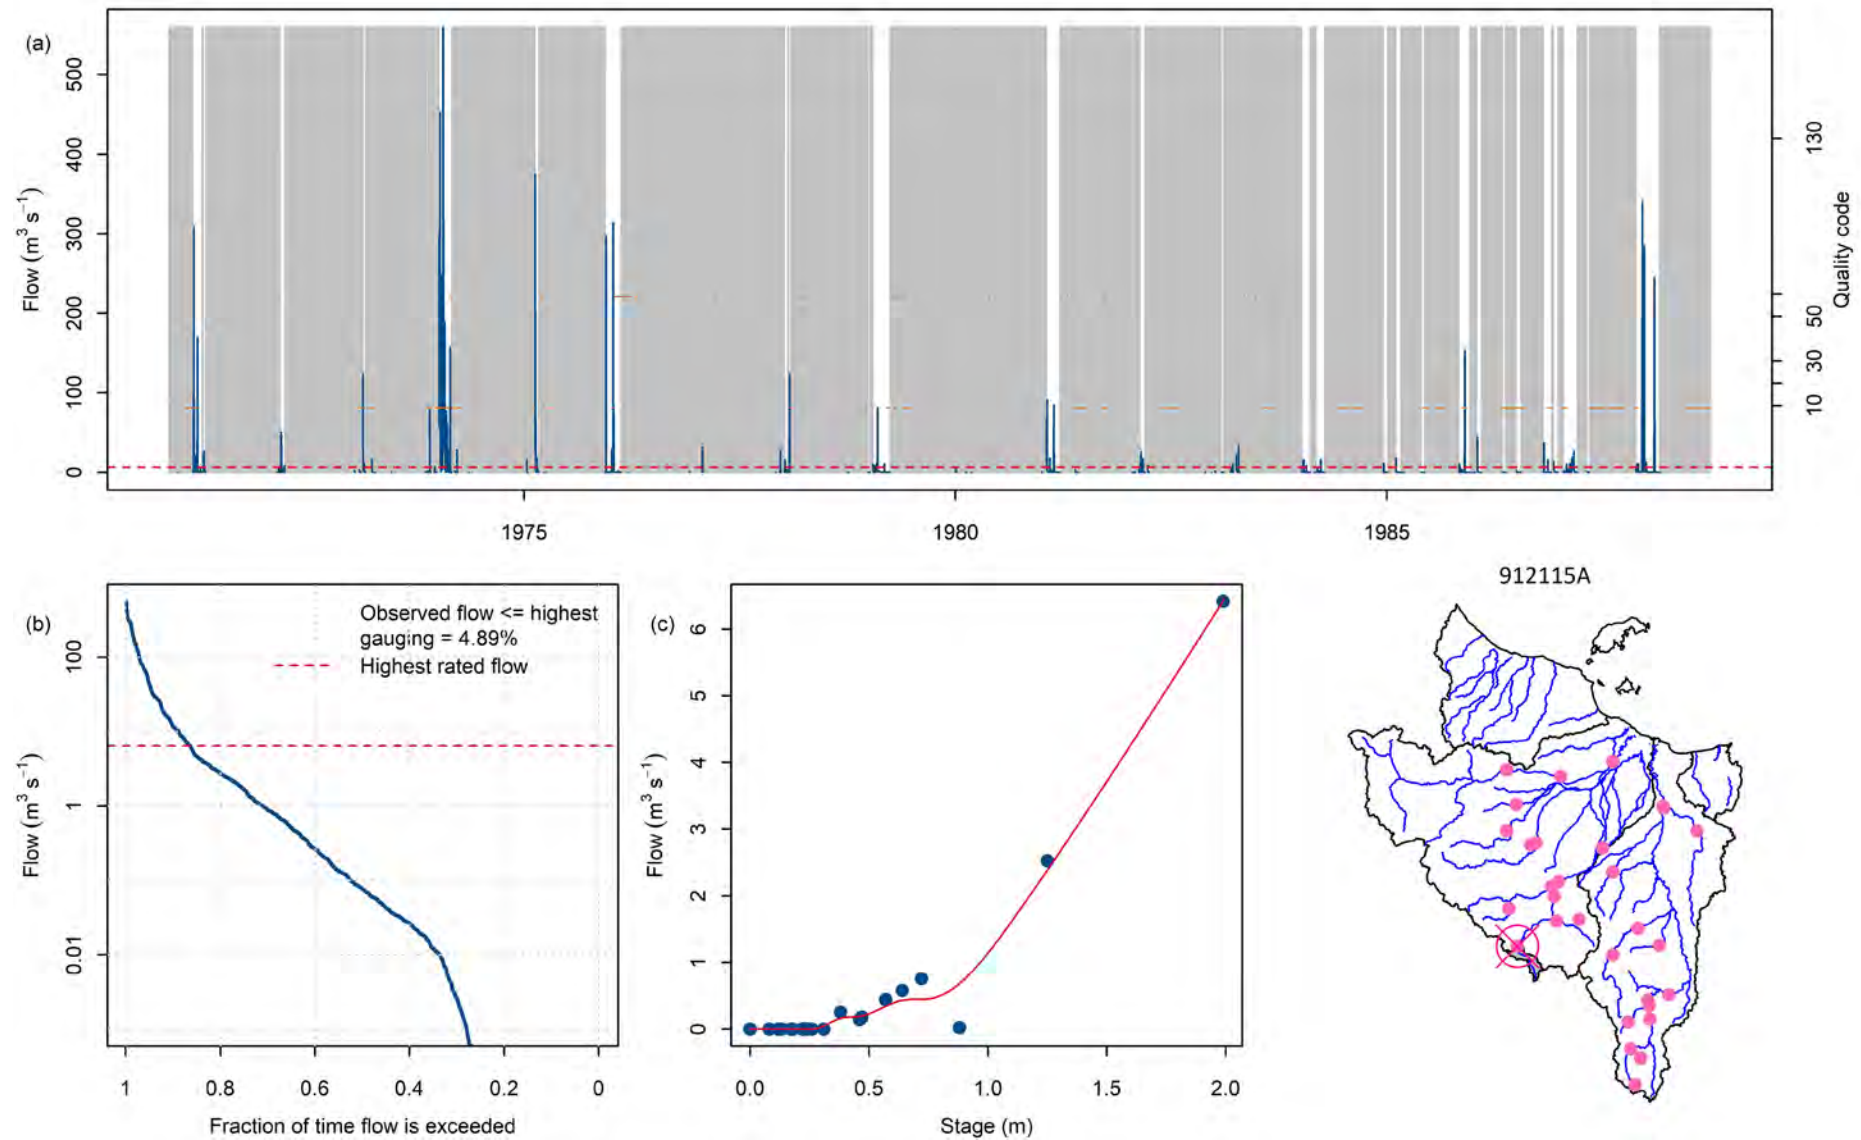 (a)
Flow (m³ s⁻¹)
0 100 200 300 400 500
Quality code
10 30 50 130
1975 1980 1985
(b)
Flow (m³ s⁻¹)
0.01 1 100
Observed flow <= highest
gauging = 4.89%
Highest rated flow
1 0.8 0.6 0.4 0.2 0
Fraction of time flow is exceeded
(c)
Flow (m³ s⁻¹)
0 1 2 3 4 5 6
0.0 0.5 1.0 1.5 2.0
Stage (m)
912115A